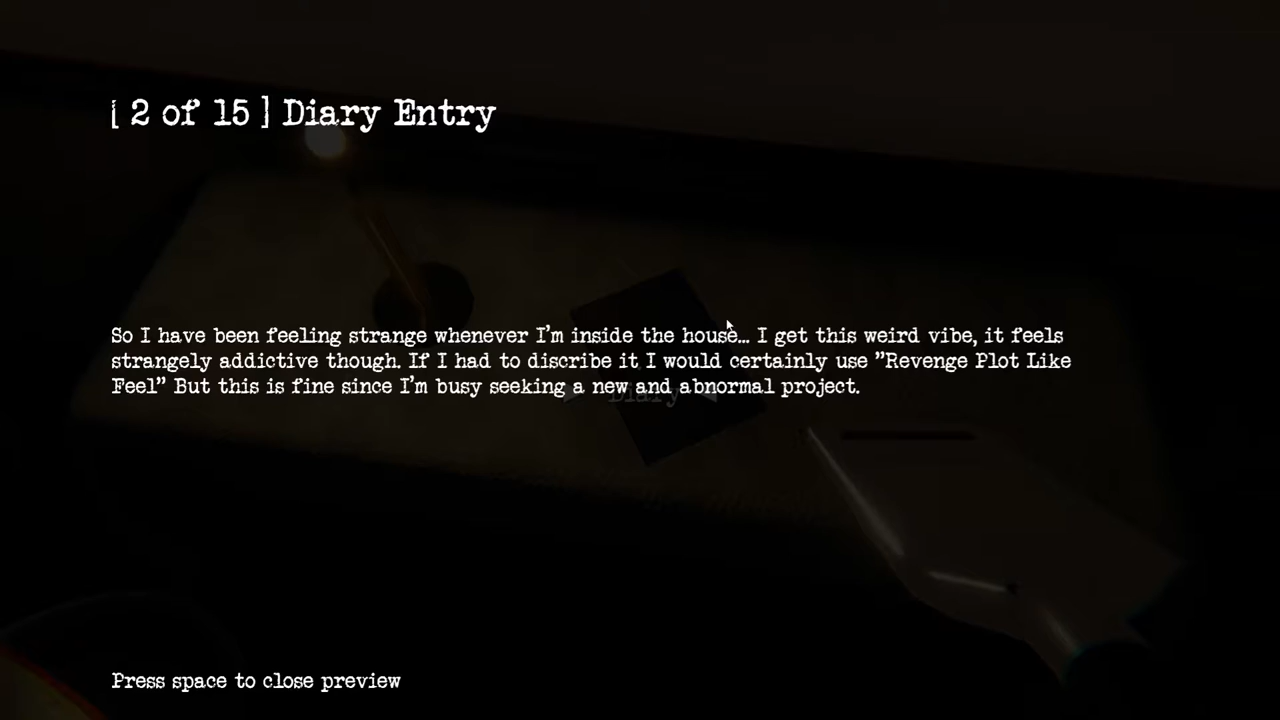 [ 2 of 15 ] Diary Entry
So I have been feeling strange whenever I'm inside the house... I get this weird vibe, it feels
strangely addictive though. If I had to discribe it I would certainly use "Revenge Plot Like
Feel" But this is fine since I'm busy seeking a new and abnormal project.
Diary
Press space to close preview